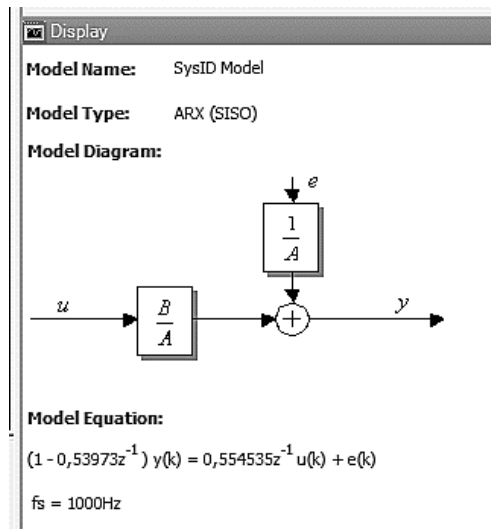 Display
Model Name: SysID Model
Model Type: ARX (SISO)
Model Diagram:
e
1
A
u
B
A
+
y
Model Equation:
(1 - 0,53973z⁻¹) y(k) = 0,554535z⁻¹ u(k) + e(k)
fs = 1000Hz